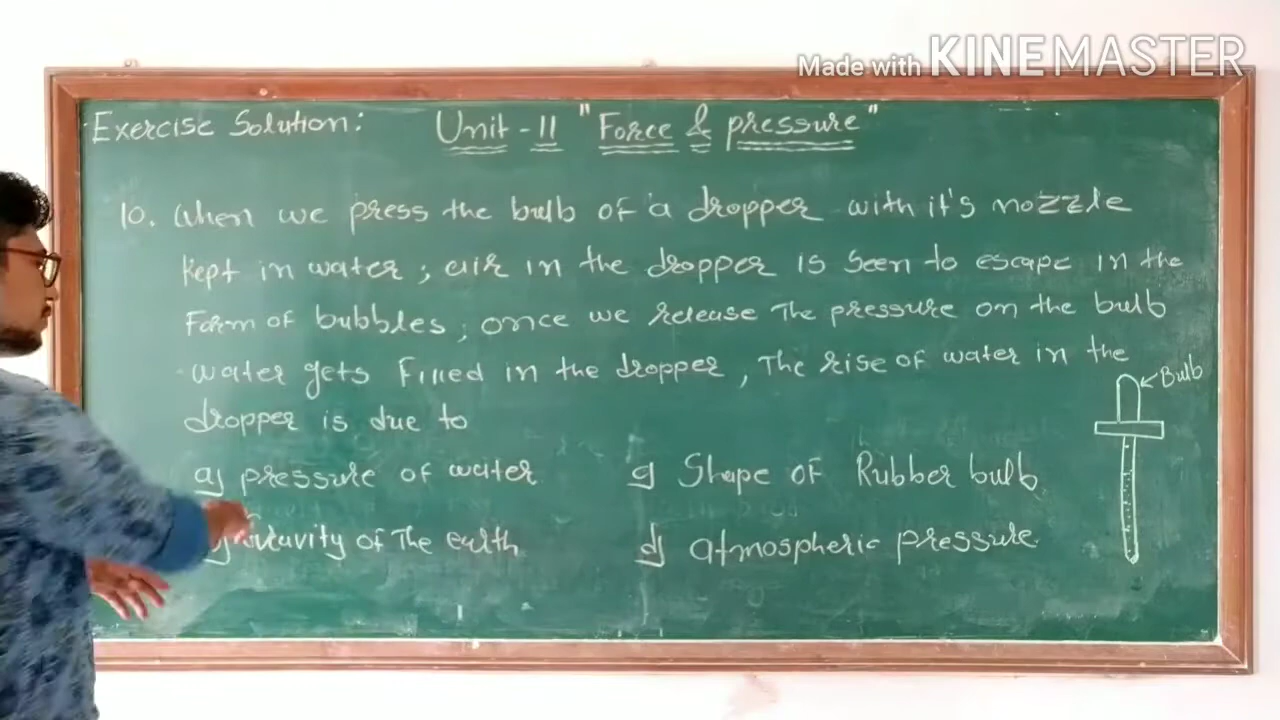 Made with KINEMASTER
Exercise Solution: Unit-II "Force & pressure"
10. When we press the bulb of a dropper with it's nozzle
kept in water; air in the dropper is seen to escape in the
Form of bubbles; once we release The pressure on the bulb
water gets Filled in the dropper, The rise of water in the
dropper is due to
Bulb
a) pressure of water c) Shape of Rubber bulb
of The earth d) atmospheric pressure